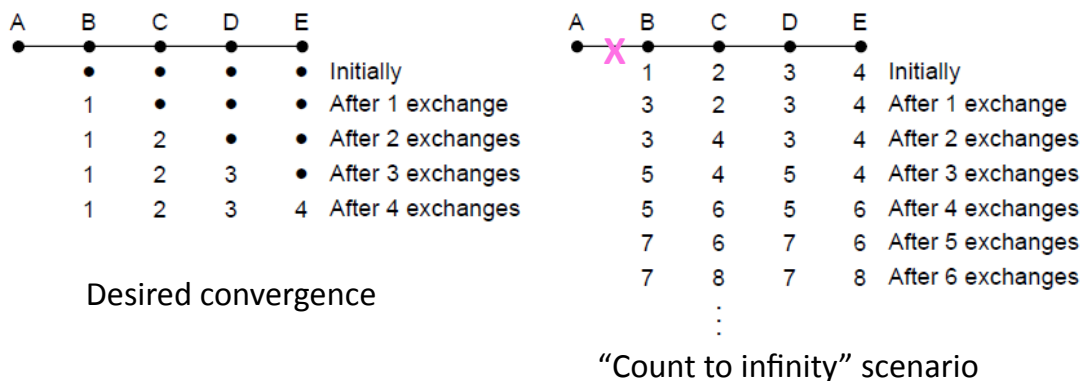 A B C D E
• • • • Initially
1 • • • After 1 exchange
1 2 • • After 2 exchanges
1 2 3 • After 3 exchanges
1 2 3 4 After 4 exchanges
Desired convergence
A B C D E
X
1 2 3 4 Initially
3 2 3 4 After 1 exchange
3 4 3 4 After 2 exchanges
5 4 5 4 After 3 exchanges
5 6 5 6 After 4 exchanges
7 6 7 6 After 5 exchanges
7 8 7 8 After 6 exchanges
⋮
“Count to infinity” scenario